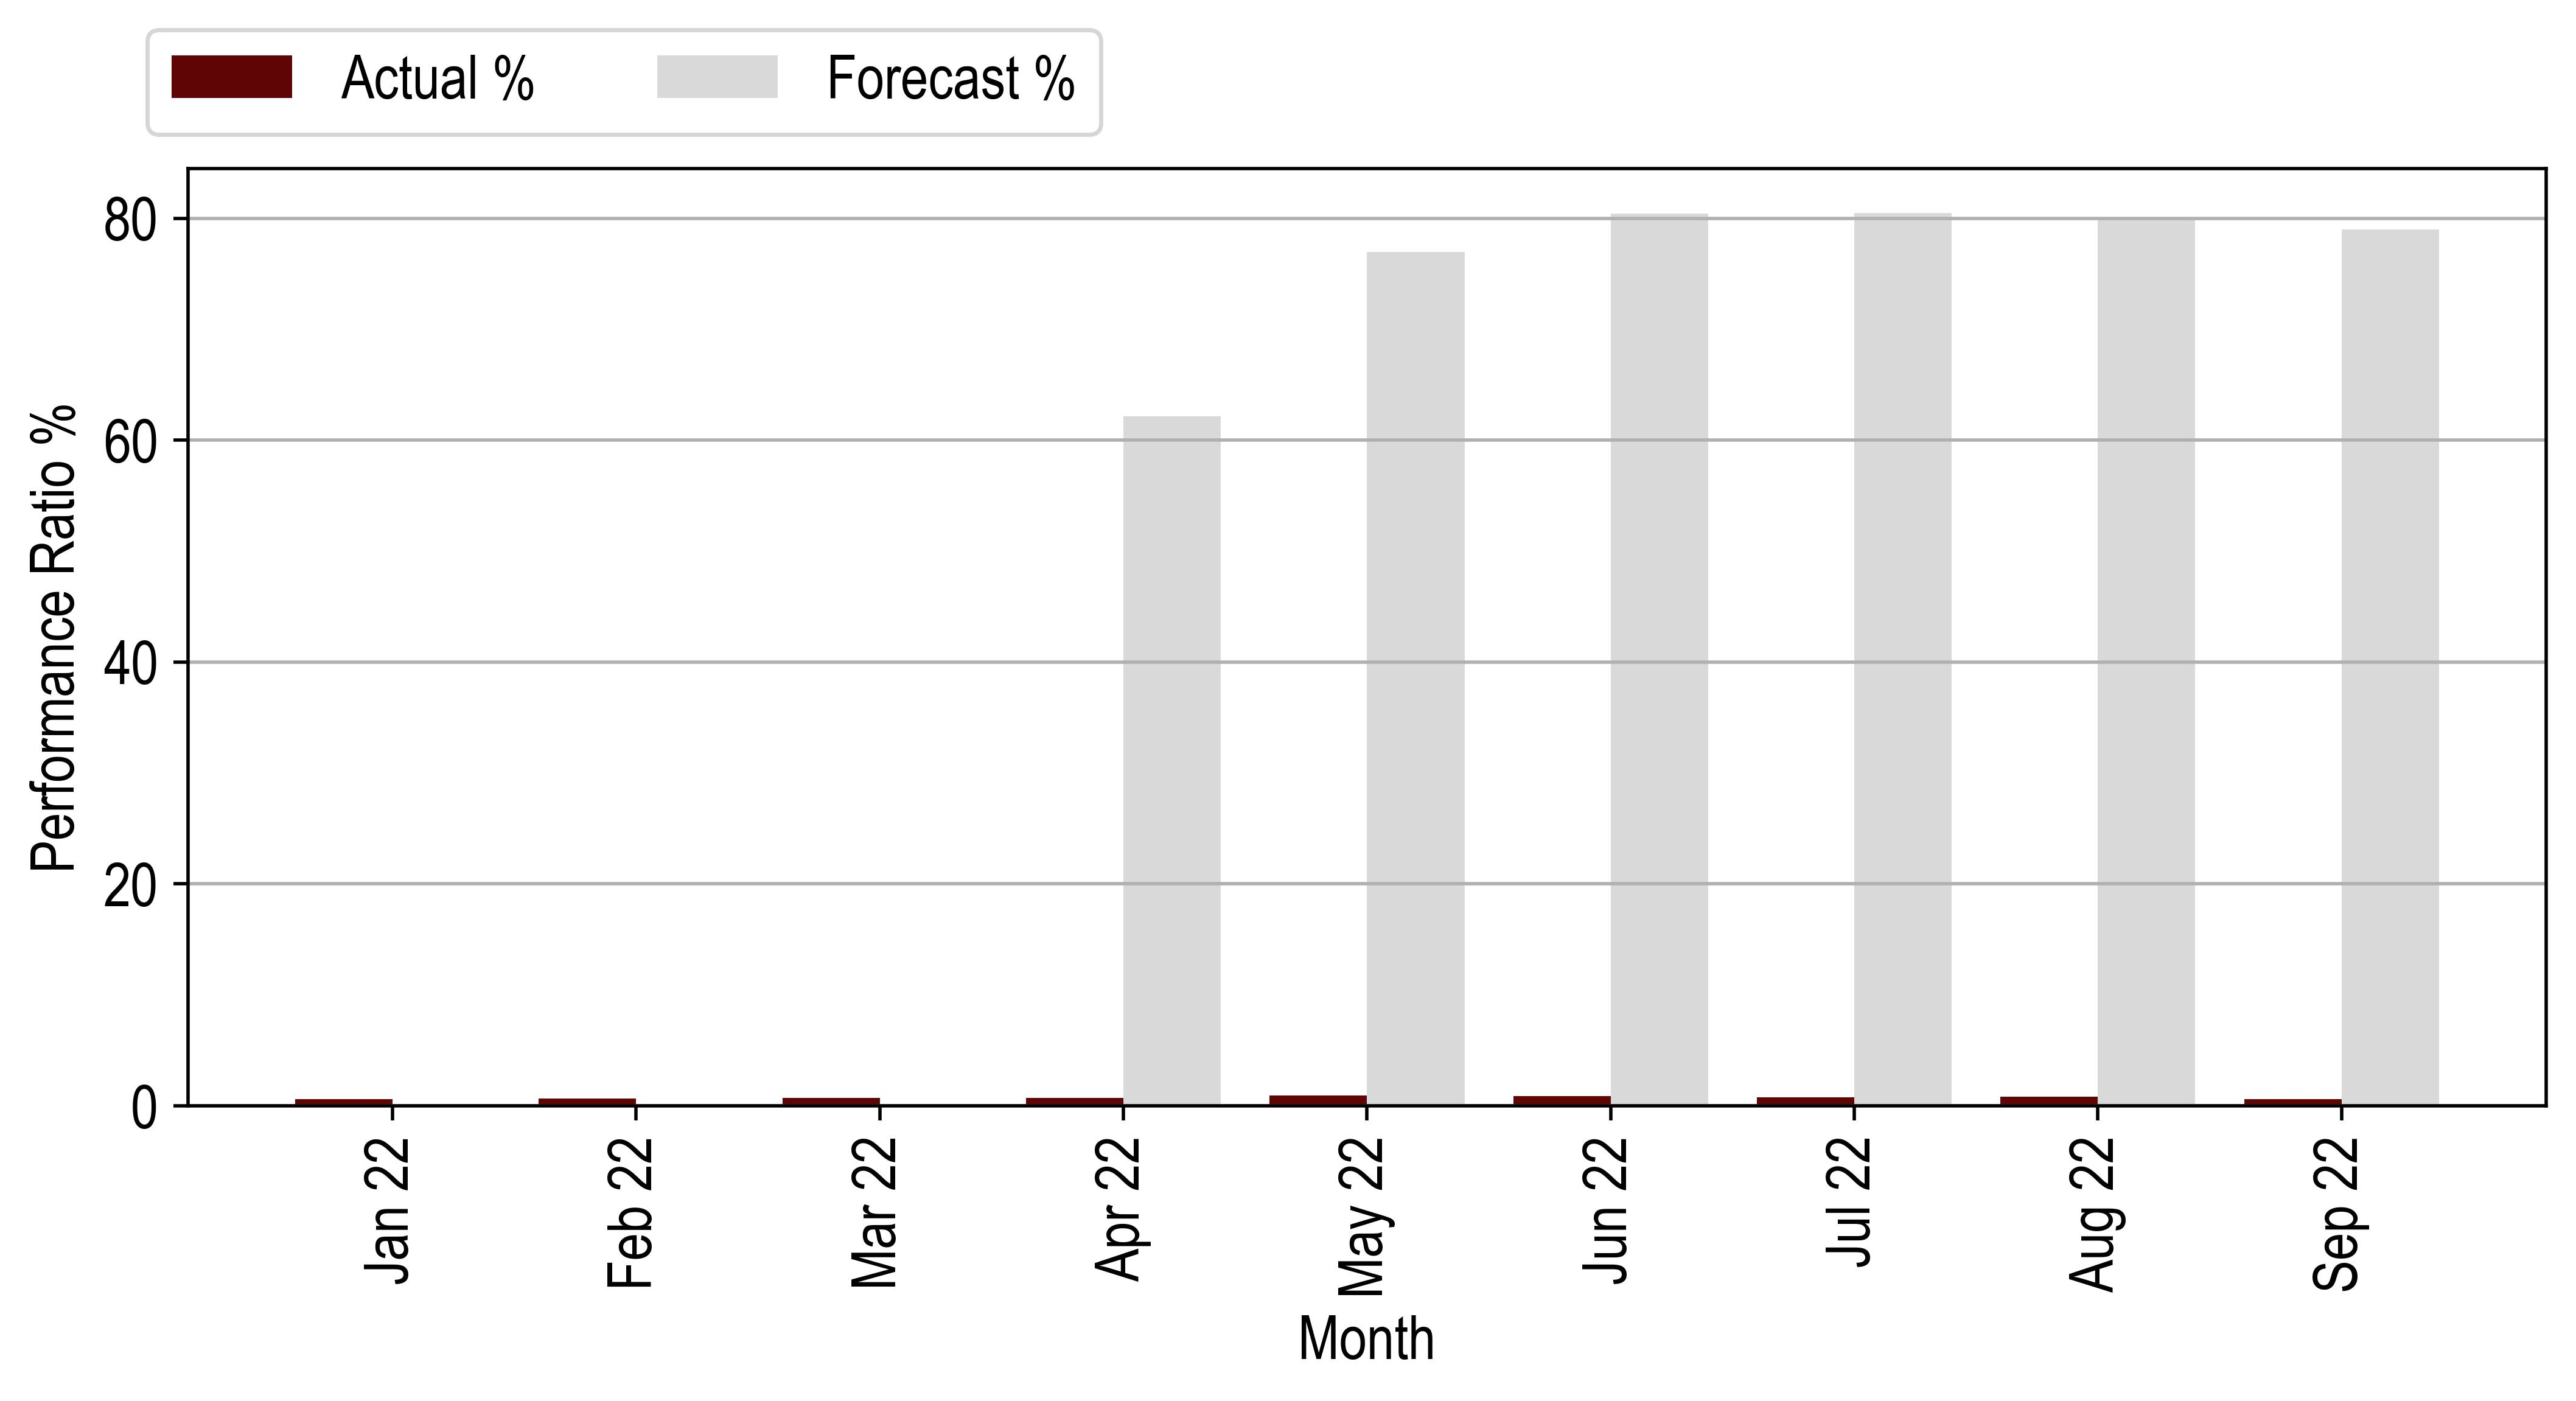 Actual %
Forecast %
Performance Ratio %
80
60
40
20
0
Jan 22
Feb 22
Mar 22
Apr 22
May 22
Jun 22
Jul 22
Aug 22
Sep 22
Month